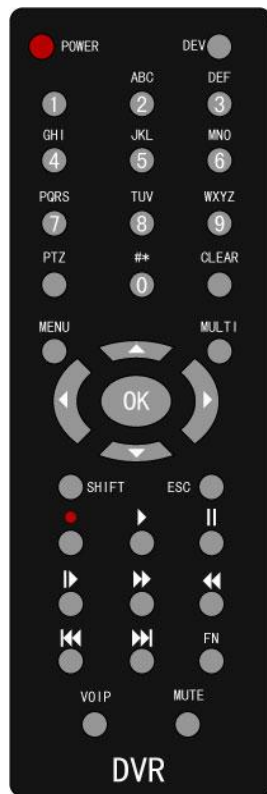 POWER DEV
ABC DEF
1 2 3
GHI JKL MNO
4 5 6
PQRS TUV WXYZ
7 8 9
PTZ #* CLEAR
0
MENU MULTI
OK
SHIFT ESC
FN
VOIP MUTE
DVR